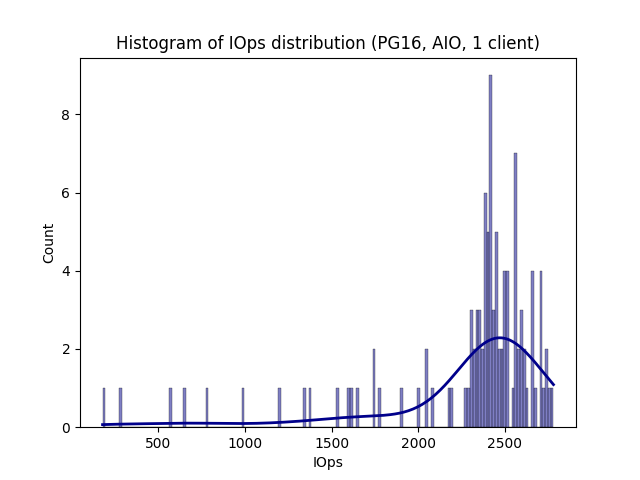 Histogram of IOps distribution (PG16, AIO, 1 client)
Count
8
6
4
2
0
500 1000 1500 2000 2500
IOps